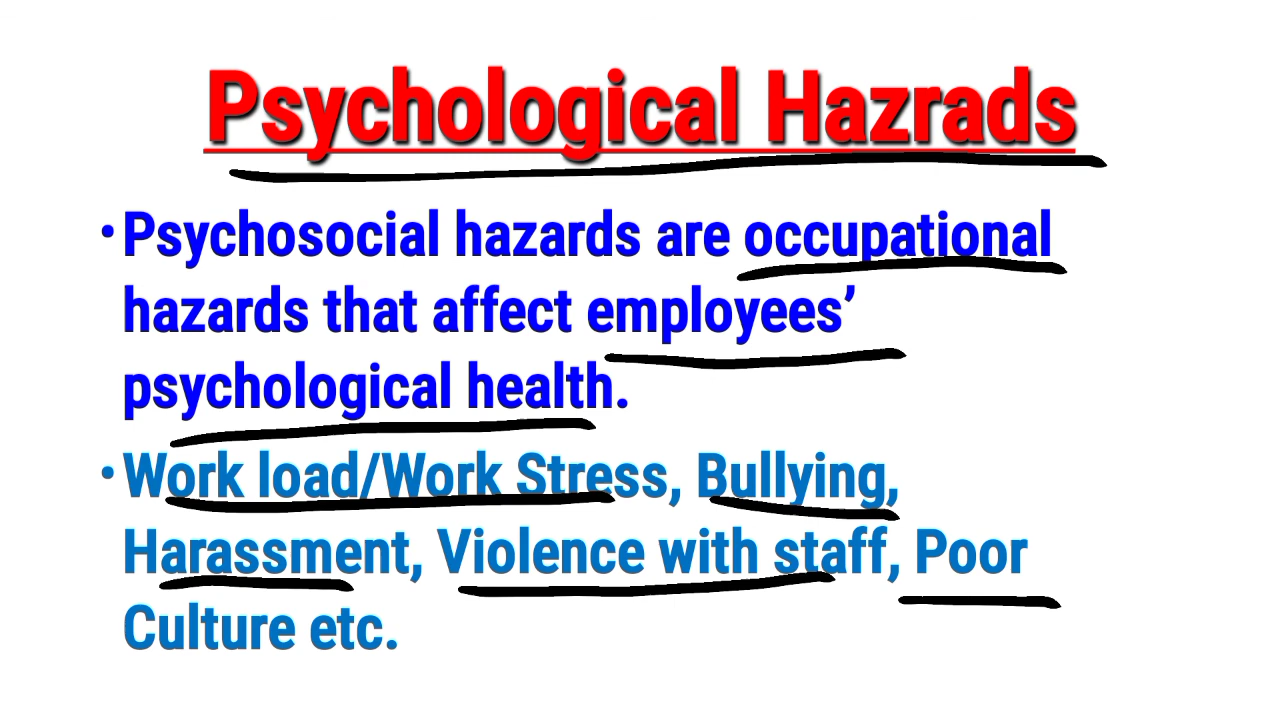 Psychological Hazrads
•Psychosocial hazards are occupational
hazards that affect employees’
psychological health.
•Work load/Work Stress, Bullying,
Harassment, Violence with staff, Poor
Culture etc.